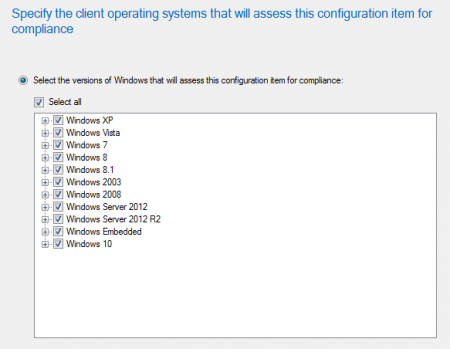 Specify the client operating systems that will assess this configuration item for
compliance
Select the versions of Windows that will assess this configuration item for compliance:
Select all
Windows XP
Windows Vista
Windows 7
Windows 8
Windows 8.1
Windows 2003
Windows 2008
Windows Server 2012
Windows Server 2012 R2
Windows Embedded
Windows 10